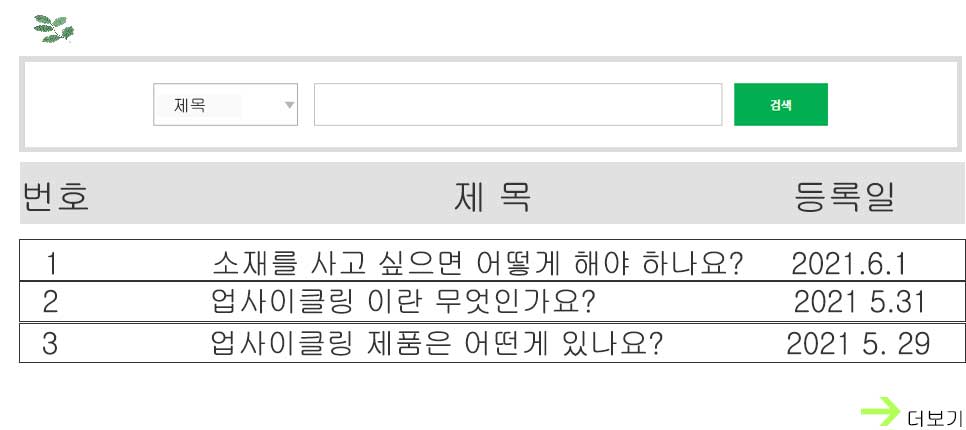 제목 검색
번호 제 목 등록일
1 소재를 사고 싶으면 어떻게 해야 하나요? 2021.6.1
2 업사이클링 이란 무엇인가요? 2021 5.31
3 업사이클링 제품은 어떤게 있나요? 2021 5. 29
더보기